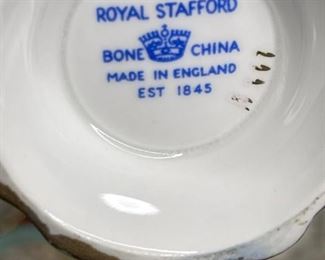 ROYAL STAFFORD
BONE CHINA
MADE IN ENGLAND
EST 1845